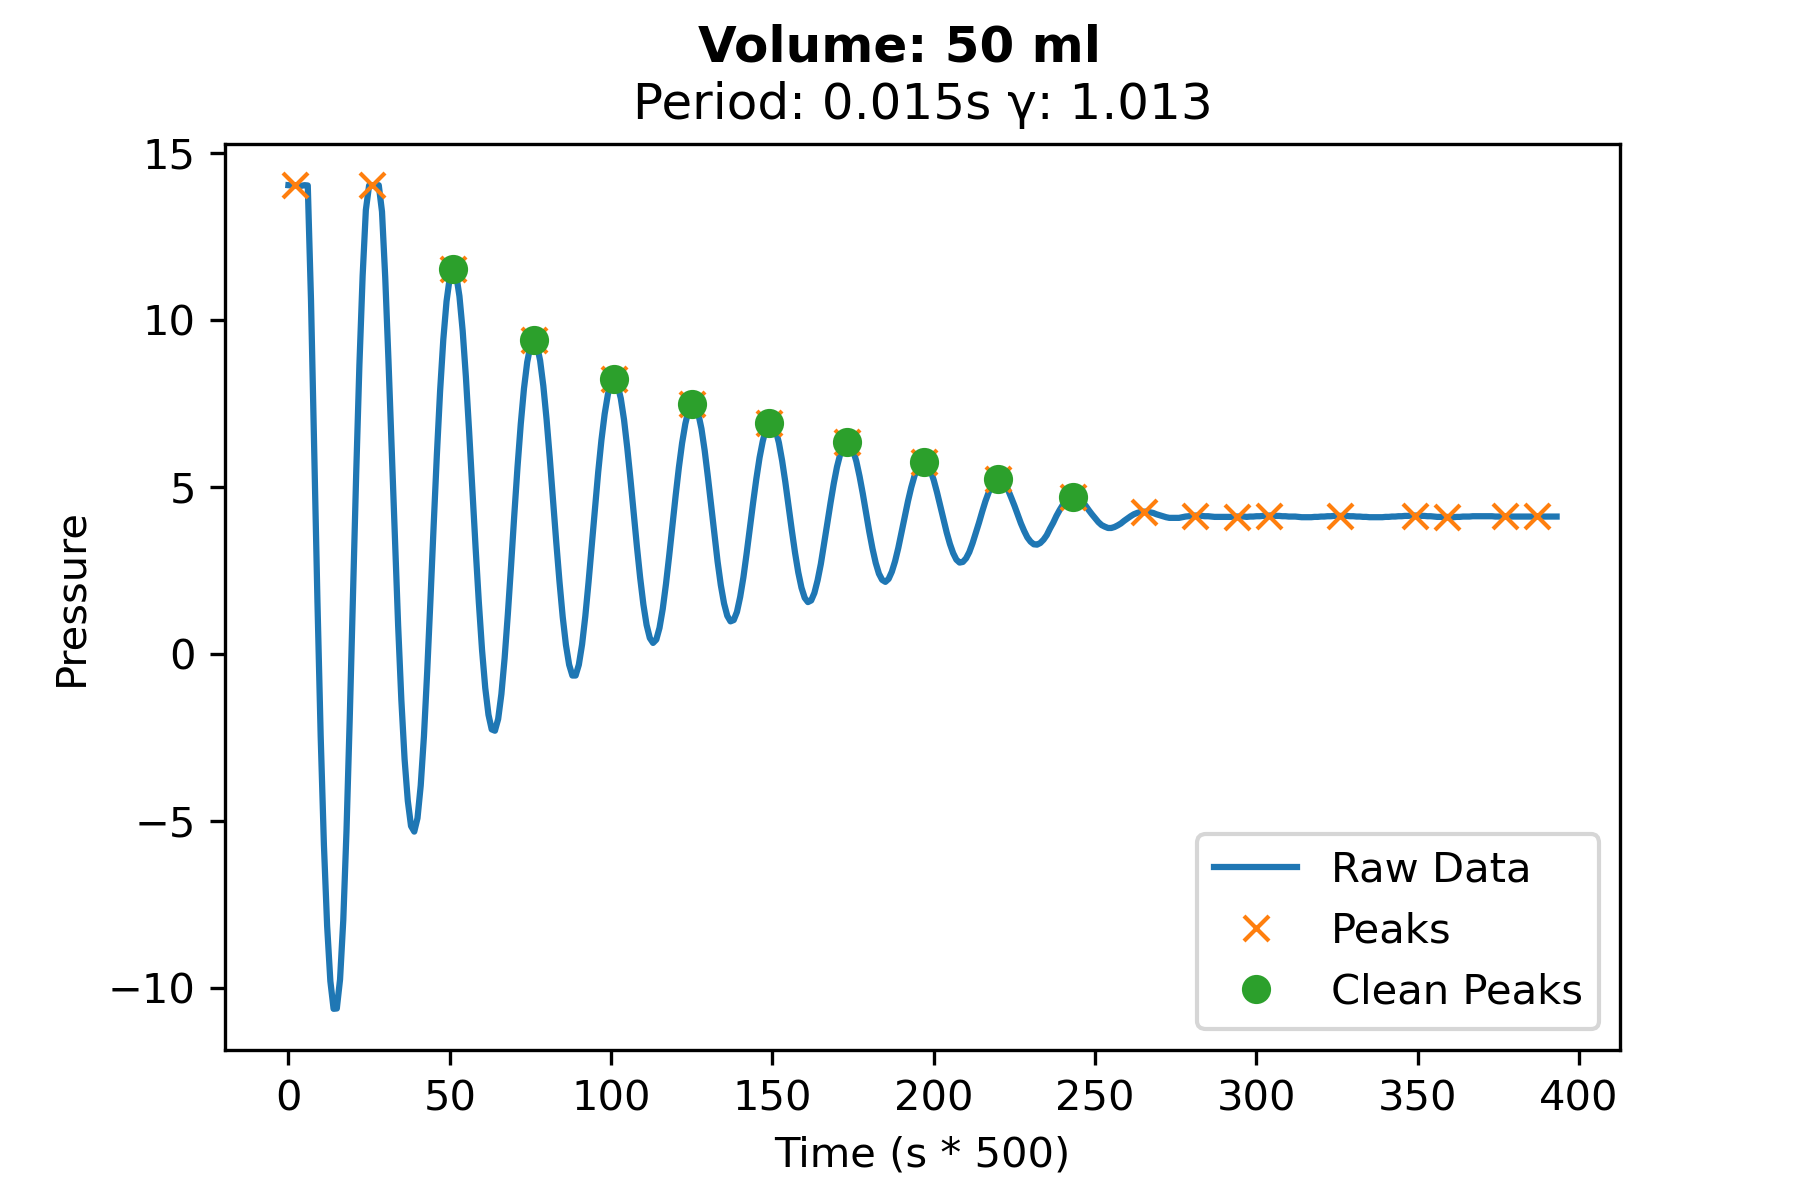 Volume: 50 ml
Period: 0.015s γ: 1.013
15
10
5
0
−5
−10
Pressure
0 50 100 150 200 250 300 350 400
Time (s * 500)
Raw Data
Peaks
Clean Peaks